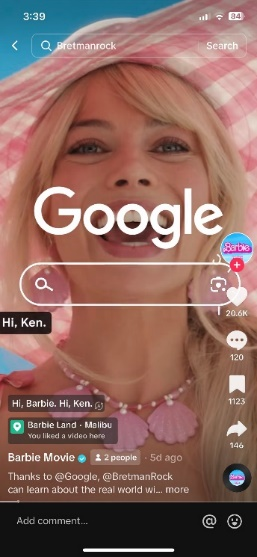 3:39
84
Bretmanrock
Search
Google
Barbie
20.6K
Hi, Ken.
120
Hi, Barbie. Hi, Ken.
1123
Barbie Land · Malibu
You liked a video here
146
Barbie Movie 2 people · 5d ago
Thanks to @Google, @BretmanRock
can learn about the real world wi... more
Add comment...